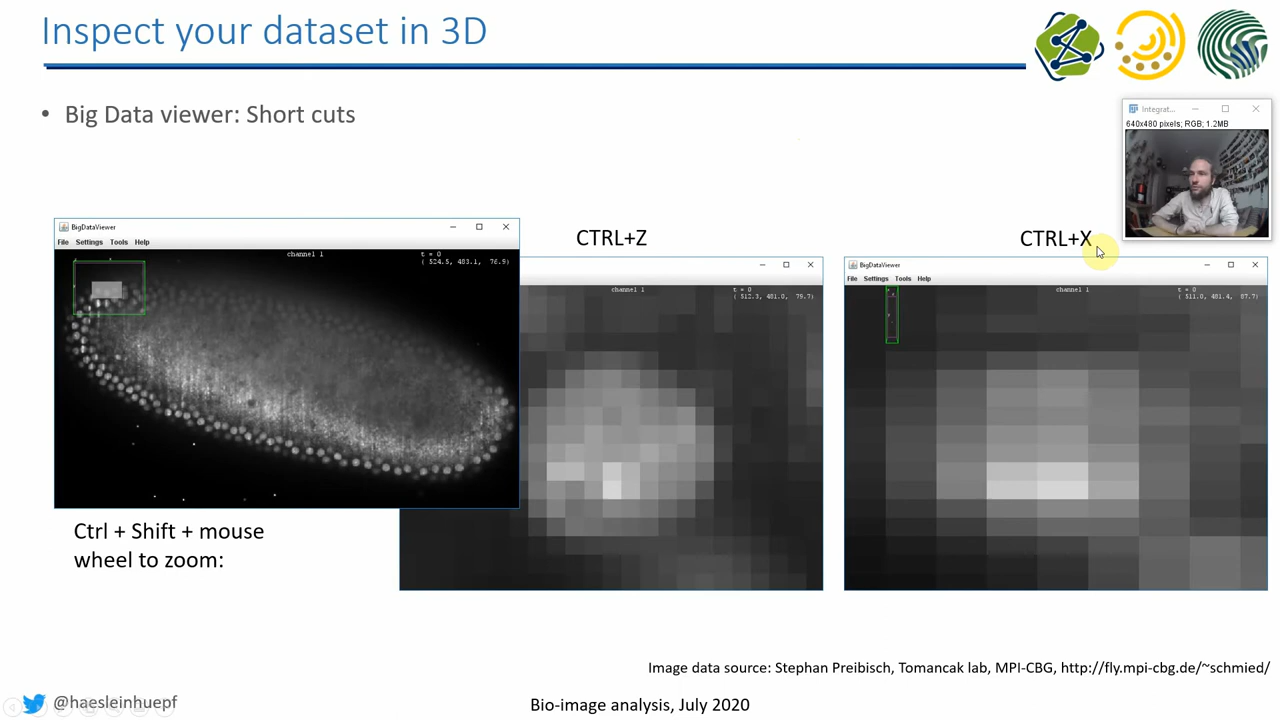 Inspect your dataset in 3D
• Big Data viewer: Short cuts
Integrat...
640x480 pixels; RGB; 1.2MB
BigDataViewer
File Settings Tools Help
channel 1
t = 0
( 524.5, 483.1, 76.9)
CTRL+Z
channel 1
t = 0
( 512.3, 481.0, 79.7)
CTRL+X
BigDataViewer
File Settings Tools Help
channel 1
t = 0
( 511.0, 481.4, 87.7)
Ctrl + Shift + mouse
wheel to zoom:
Image data source: Stephan Preibisch, Tomancak lab, MPI-CBG, http://fly.mpi-cbg.de/~schmied/
@haesleinhuepf
Bio-image analysis, July 2020